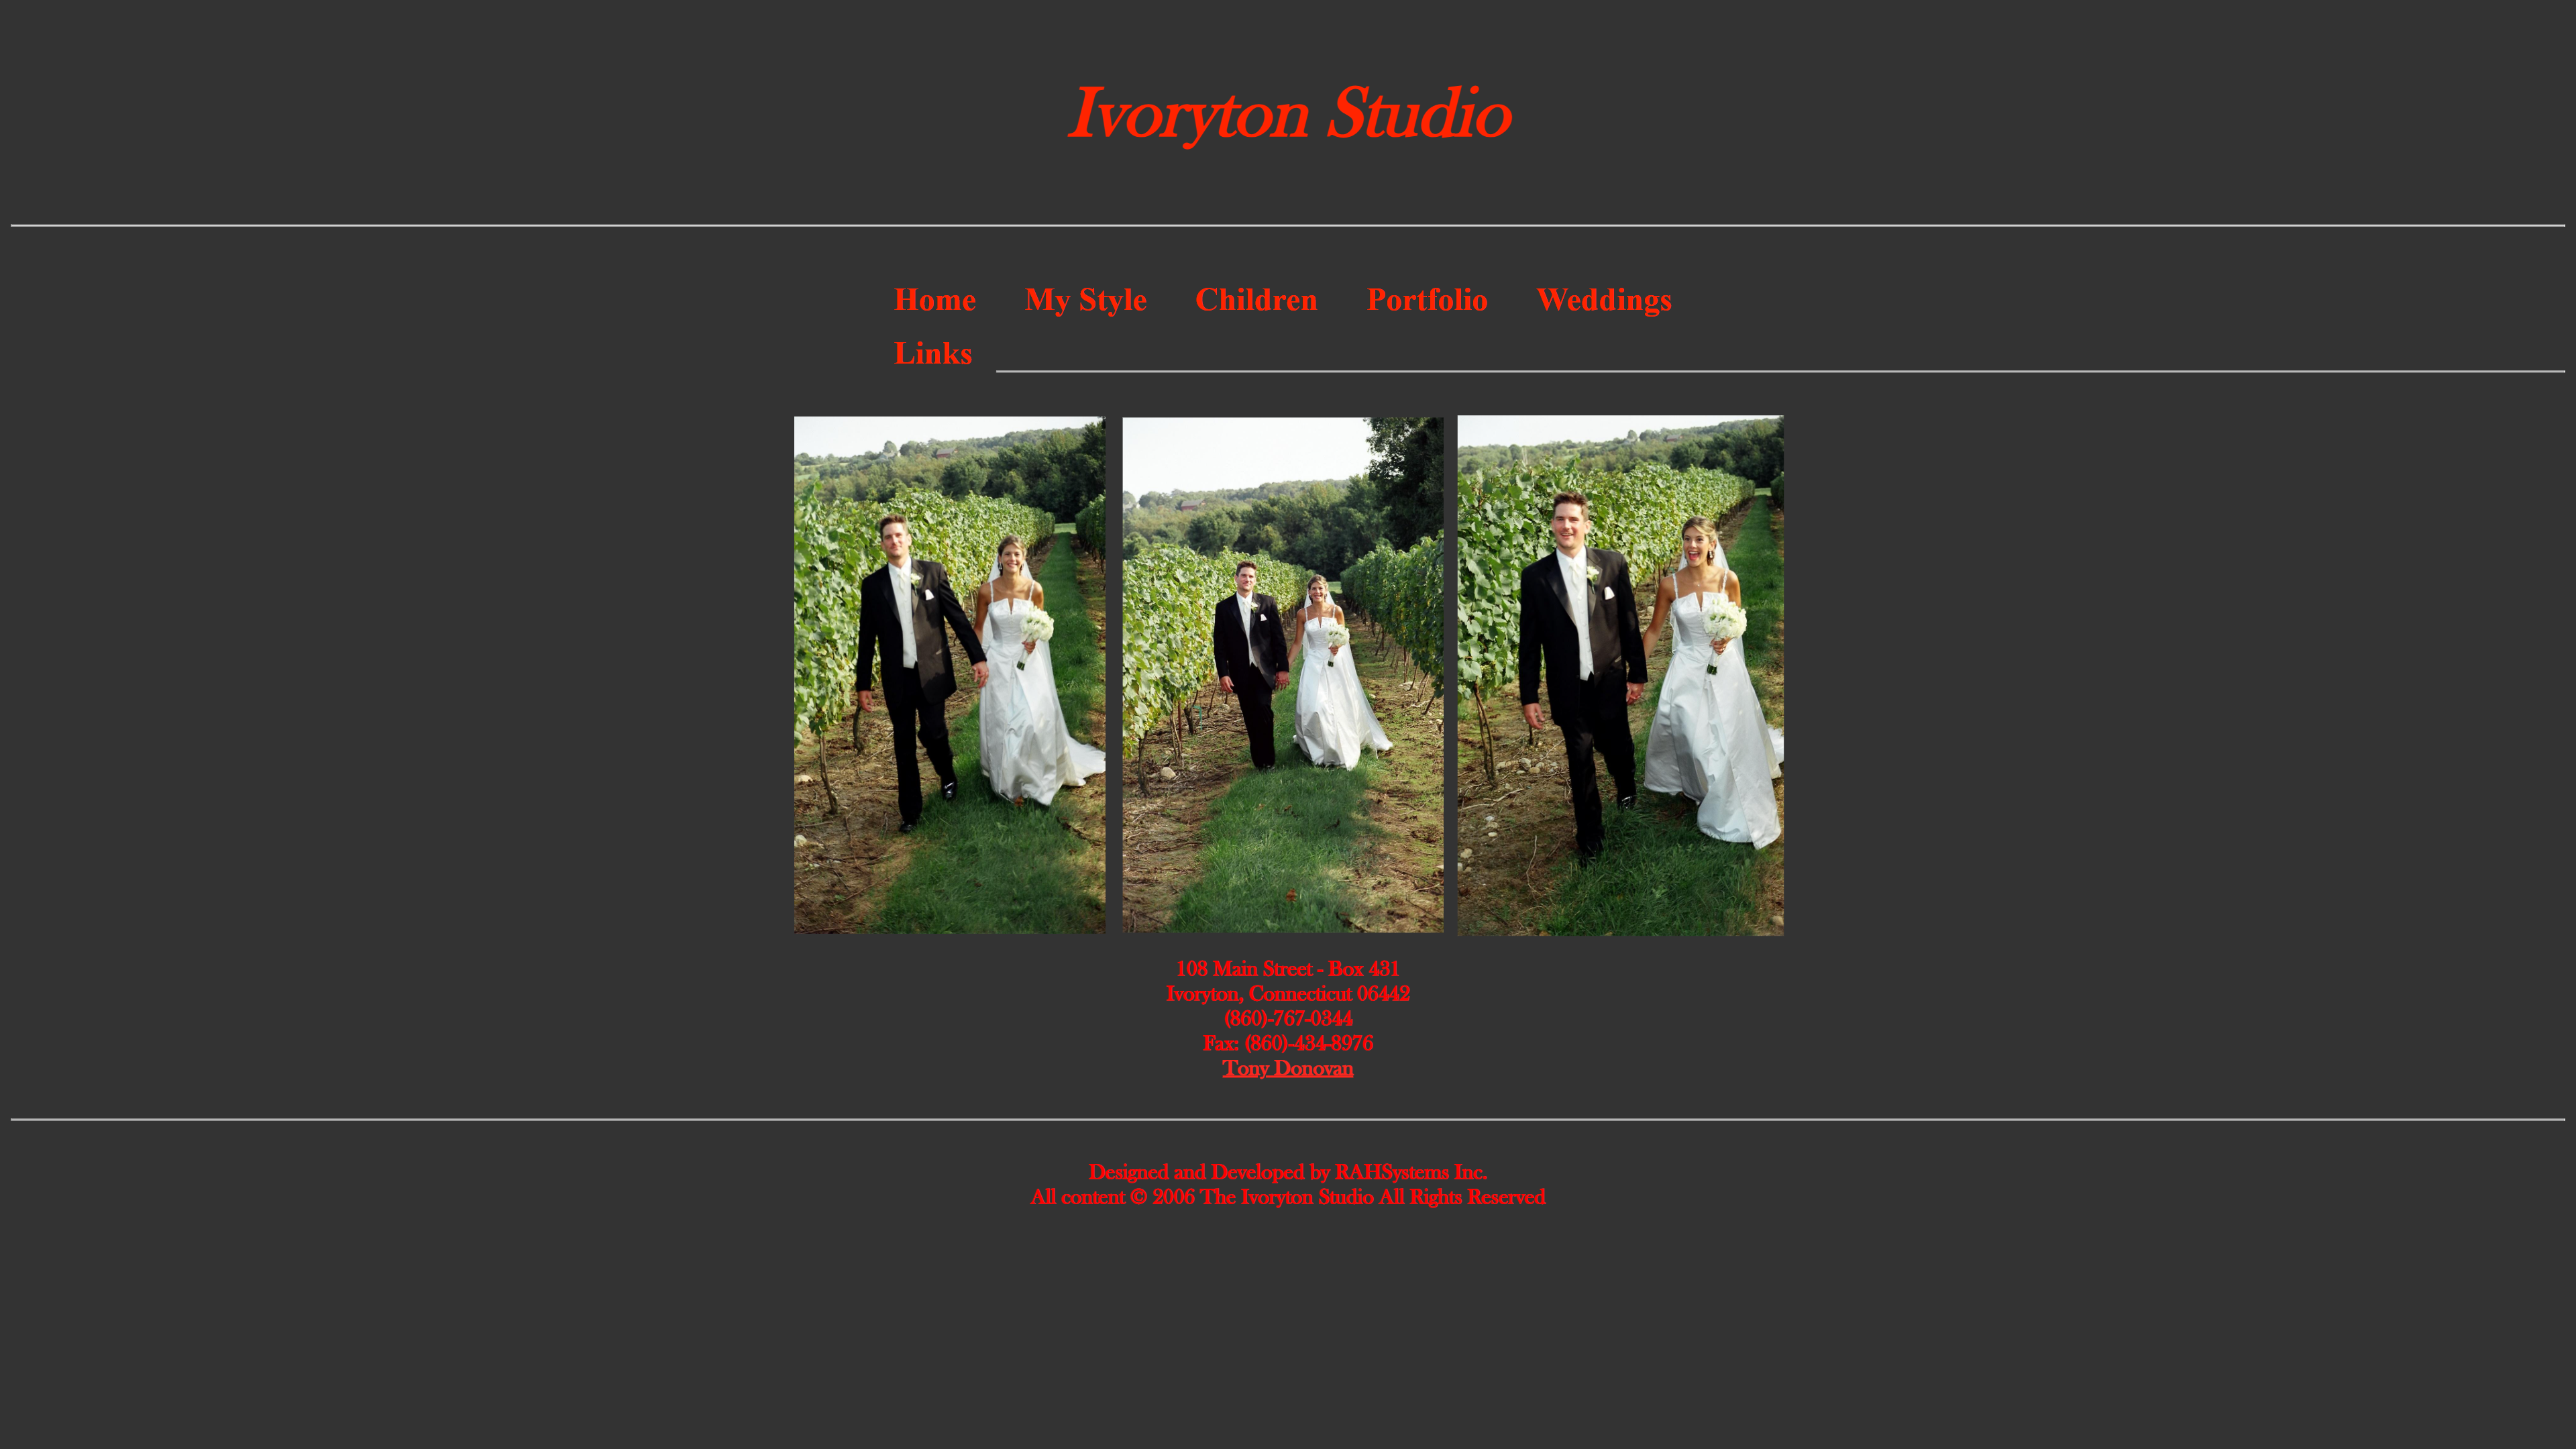 Ivoryton Studio
Home My Style Children Portfolio Weddings
Links
108 Main Street - Box 431
Ivoryton, Connecticut 06442
(860)-767-0344
Fax: (860)-434-8976
Tony Donovan
Designed and Developed by RAHSystems Inc.
All content © 2006 The Ivoryton Studio All Rights Reserved